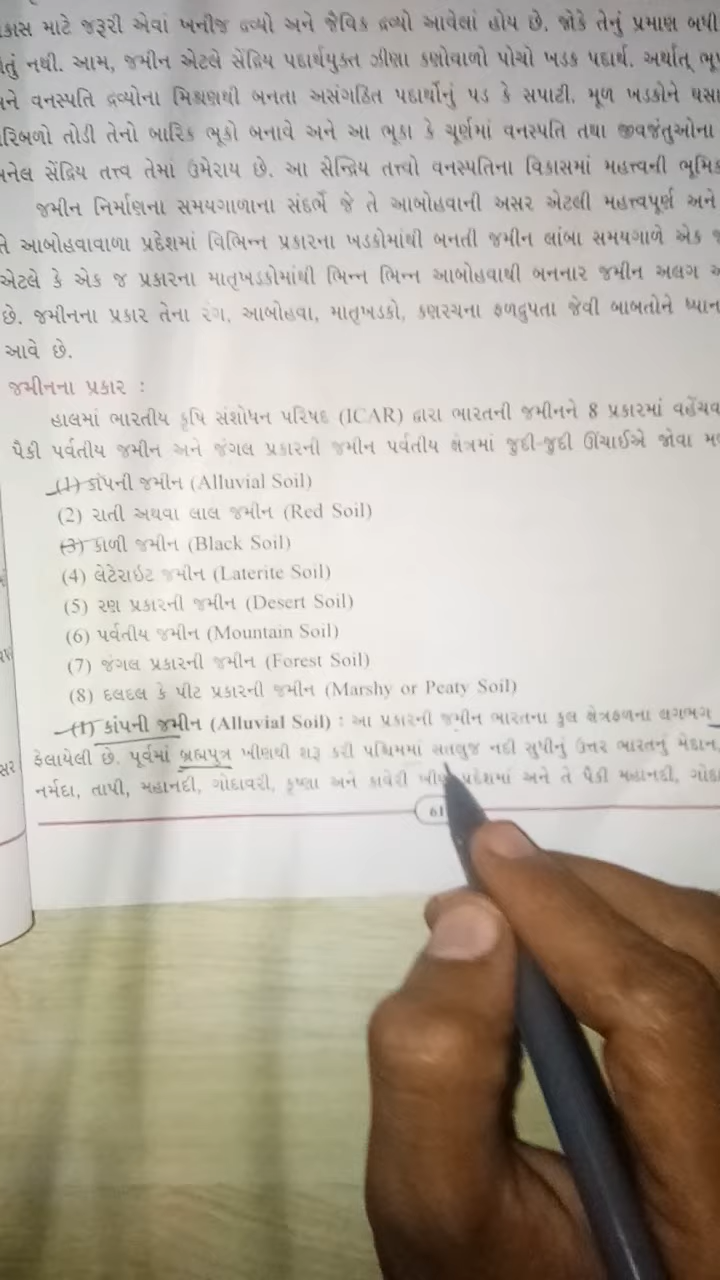 માટે જરૂરી એવાં ખનીજ દ્રવ્યો અને જૈવિક દ્રવ્યો આવેલાં હોય છે. જોકે તેનું પ્રમાણ બધી
નથી. આમ, જમીન એટલે સેંદ્રિય પદાર્થયુક્ત ઝીણા કણોવાળો પોચો ખડક પદાર્થ. અર્થાત્
વનસ્પતિ દ્રવ્યોના મિશ્રણથી બનતા અસંગઠિત પદાર્થોનું પડ કે સપાટી. મૂળ ખડકોને
તોડી તેનો બારિક ભૂકો બનાવે અને આ ભૂકા કે ચૂર્ણમાં વનસ્પતિ તથા જીવજંતુઓના
સેંદ્રિય તત્ત્વ તેમાં ઉમેરાય છે. આ સેન્દ્રિય તત્ત્વો વનસ્પતિના વિકાસમાં મહત્ત્વની
જમીન નિર્માણના સમયગાળાના સંદર્ભે જે તે આબોહવાની અસર એટલી મહત્ત્વપૂર્ણ અને
તે આબોહવાવાળા પ્રદેશમાં વિભિન્ન પ્રકારના ખડકોમાંથી બનતી જમીન લાંબા સમયગાળે એક
એટલે કે એક જ પ્રકારના માતૃખડકોમાંથી ભિન્ન ભિન્ન આબોહવાથી બનનાર જમીન અલગ
છે. જમીનના પ્રકાર તેના રંગ, આબોહવા, માતૃખડકો, કણરચના ફળદ્રુપતા જેવી બાબતોને
આવે છે.
જમીનના પ્રકાર :
હાલમાં ભારતીય કૃષિ સંશોધન પરિષદ (ICAR) દ્વારા ભારતની જમીનને 8 પ્રકારમાં
પૈકી પર્વતીય જમીન અને જંગલ પ્રકારની જમીન પર્વતીય ક્ષેત્રમાં જુદી-જુદી ઊંચાઈએ જોવા
(1) કાંપની જમીન (Alluvial Soil)
(2) રાતી અથવા લાલ જમીન (Red Soil)
(3) કાળી જમીન (Black Soil)
(4) લેટેરાઇટ જમીન (Laterite Soil)
(5) રણ પ્રકારની જમીન (Desert Soil)
(6) પર્વતીય જમીન (Mountain Soil)
(7) જંગલ પ્રકારની જમીન (Forest Soil)
(8) દલદલ કે પીટ પ્રકારની જમીન (Marshy or Peaty Soil)
(1) કાંપની જમીન (Alluvial Soil) : આ પ્રકારની જમીન ભારતના કુલ ક્ષેત્રફળના લગભગ
ફેલાયેલી છે. પૂર્વમાં બ્રહ્મપુત્ર ખીણથી શરૂ કરી પશ્ચિમમાં સતલુજ નદી સુધીનું ઉત્તર ભારતનું મેદાન,
નર્મદા, તાપી, મહાનદી, ગોદાવરી, કૃષ્ણા અને કાવેરી પ્રદેશમાં અને તે પૈકી મહાનદી,
61